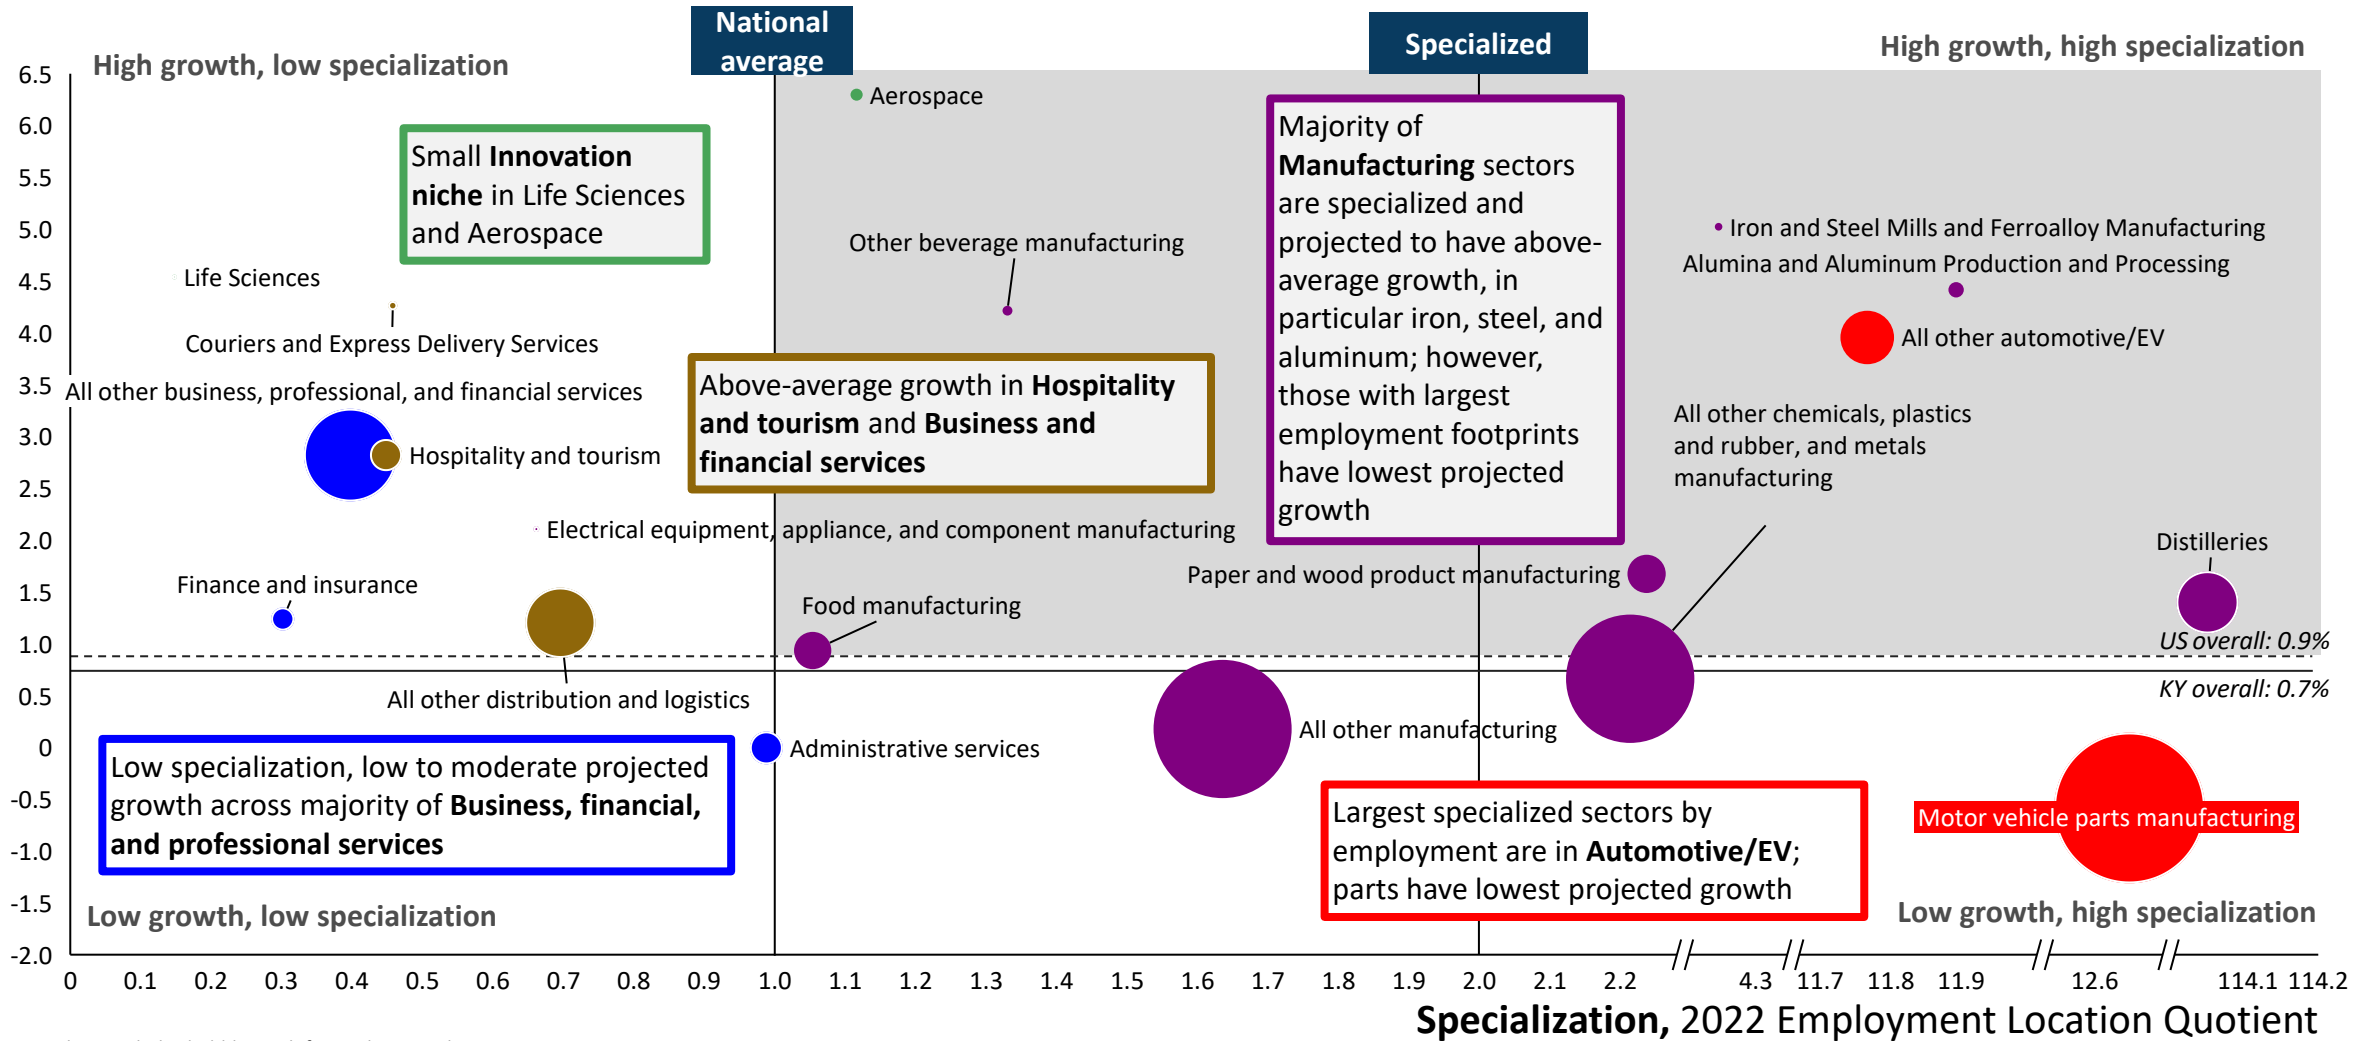 National
average
Specialized
High growth, low specialization
High growth, high specialization
6.5
6.0
5.5
5.0
4.5
4.0
3.5
3.0
2.5
2.0
1.5
1.0
0.5
0
-0.5
-1.0
-1.5
-2.0
Aerospace
Small Innovation
niche in Life Sciences
and Aerospace
Majority of
Manufacturing sectors
are specialized and
projected to have above-
average growth, in
particular iron, steel, and
aluminum; however,
those with largest
employment footprints
have lowest projected
growth
Other beverage manufacturing
Iron and Steel Mills and Ferroalloy Manufacturing
Alumina and Aluminum Production and Processing
Life Sciences
Couriers and Express Delivery Services
All other automotive/EV
All other business, professional, and financial services
Above-average growth in Hospitality
and tourism and Business and
financial services
All other chemicals, plastics
and rubber, and metals
manufacturing
Hospitality and tourism
Electrical equipment, appliance, and component manufacturing
Distilleries
Finance and insurance
Paper and wood product manufacturing
Food manufacturing
US overall: 0.9%
KY overall: 0.7%
All other distribution and logistics
All other manufacturing
Administrative services
Low specialization, low to moderate projected
growth across majority of Business, financial,
and professional services
Largest specialized sectors by
employment are in Automotive/EV;
parts have lowest projected growth
Motor vehicle parts manufacturing
Low growth, low specialization
Low growth, high specialization
0 0.1 0.2 0.3 0.4 0.5 0.6 0.7 0.8 0.9 1.0 1.1 1.2 1.3 1.4 1.5 1.6 1.7 1.8 1.9 2.0 2.1 2.2 4.3 11.7 11.8 11.9 12.6 114.1 114.2
Specialization, 2022 Employment Location Quotient